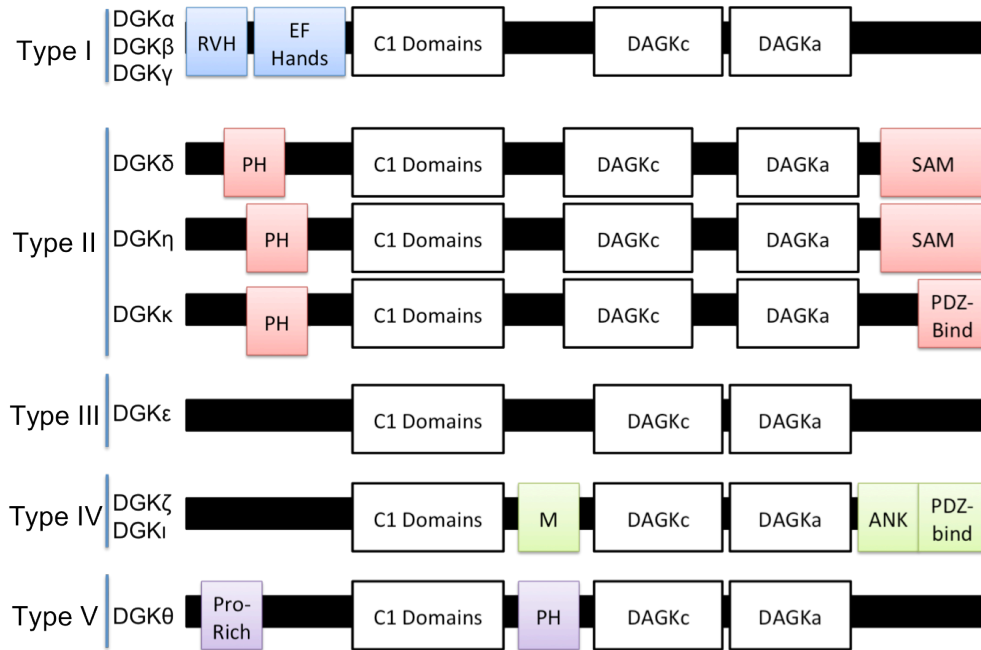 Type I
DGKα
DGKβ
DGKγ
RVH
EF
Hands
C1 Domains
DAGKc
DAGKa
Type II
DGKδ
PH
C1 Domains
DAGKc
DAGKa
SAM
DGKη
PH
C1 Domains
DAGKc
DAGKa
SAM
DGKκ
PH
C1 Domains
DAGKc
DAGKa
PDZ-
Bind
Type III
DGKε
C1 Domains
DAGKc
DAGKa
Type IV
DGKζ
DGKι
C1 Domains
M
DAGKc
DAGKa
ANK
PDZ-
bind
Type V
DGKθ
Pro-
Rich
C1 Domains
PH
DAGKc
DAGKa